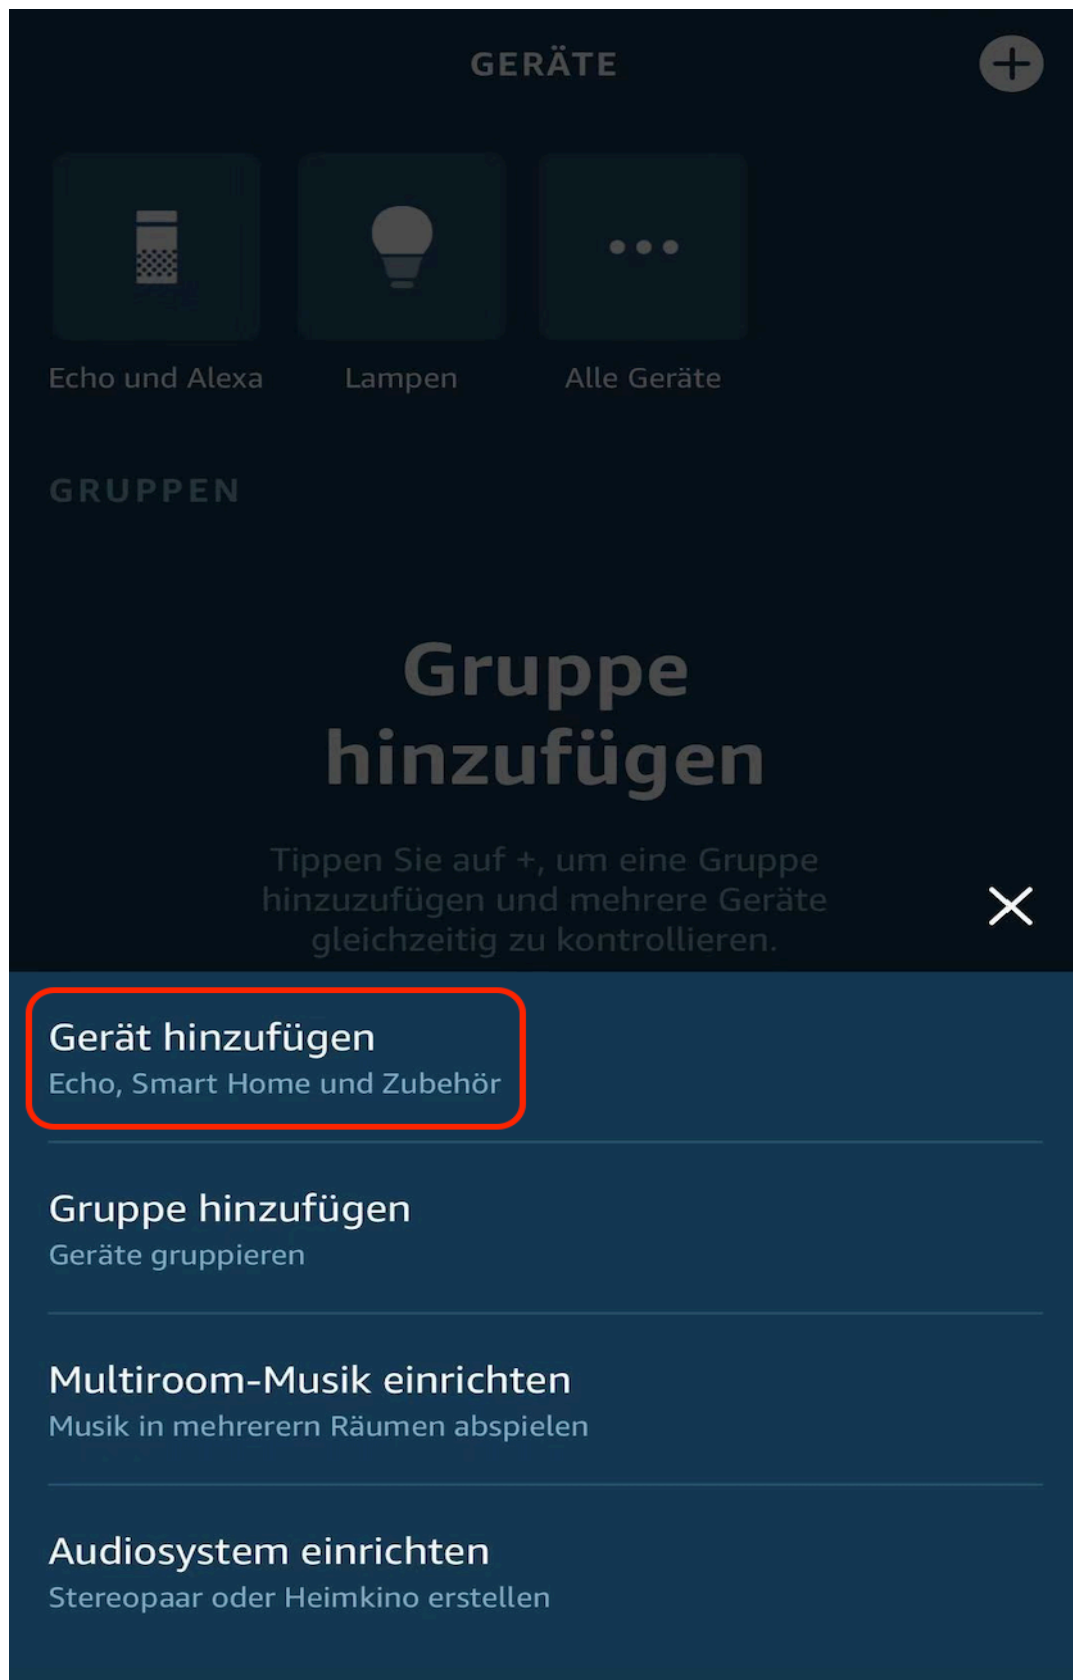 GERÄTE
Echo und Alexa
Lampen
Alle Geräte
GRUPPEN
Gruppe
hinzufügen
Tippen Sie auf +, um eine Gruppe
hinzuzufügen und mehrere Geräte
gleichzeitig zu kontrollieren.
Gerät hinzufügen
Echo, Smart Home und Zubehör
Gruppe hinzufügen
Geräte gruppieren
Multiroom-Musik einrichten
Musik in mehrerern Räumen abspielen
Audiosystem einrichten
Stereopaar oder Heimkino erstellen